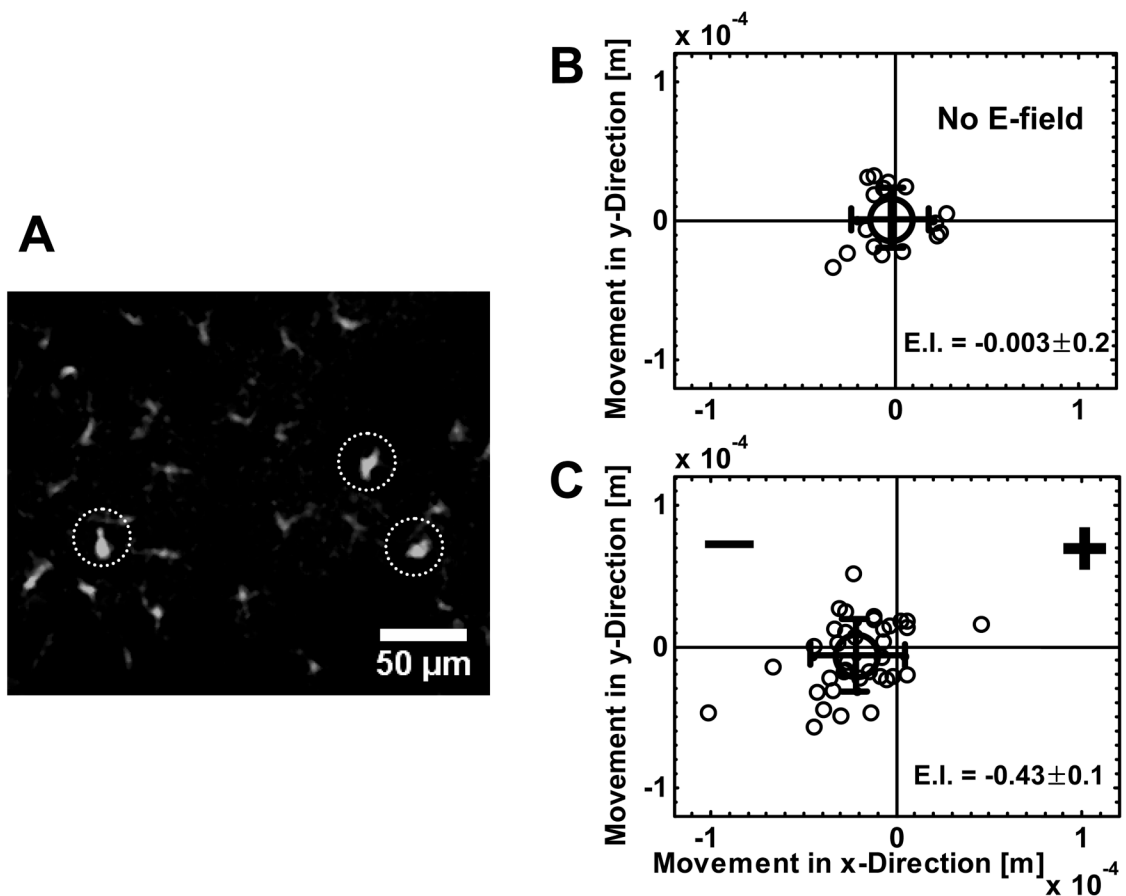 A
50 µm
B
x 10⁻⁴
Movement in y-Direction [m]
1
0
-1
No E-field
E.I. = -0.003±0.2
-1 0 1
C
x 10⁻⁴
Movement in y-Direction [m]
1
0
-1
− +
E.I. = -0.43±0.1
-1 0 1
Movement in x-Direction [m]
x 10⁻⁴